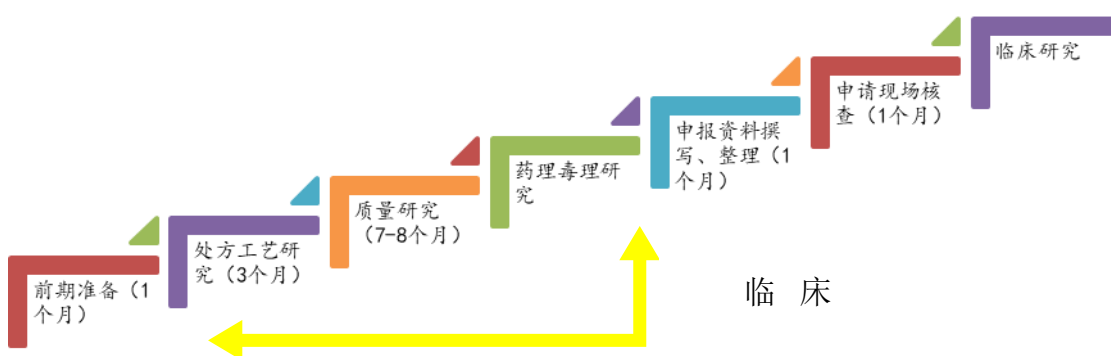 前期准备（1
个月）
处方工艺研
究（3个月）
质量研究
（7-8个月）
药理毒理研
究
申报资料撰
写、整理（1
个月）
申请现场核
查（1个月）
临床研究
临 床